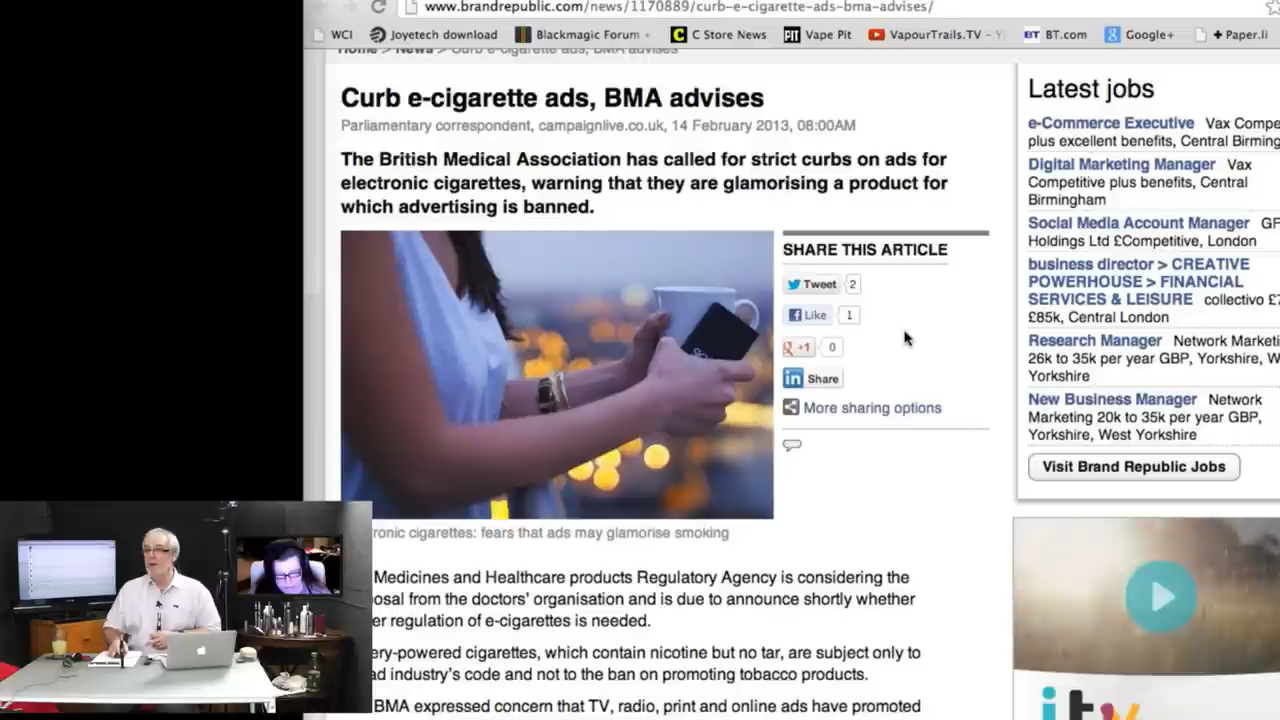 www.brandrepublic.com/news/1170889/curb-e-cigarette-ads-bma-advises/
WCI Joyetech download Blackmagic Forum C Store News Vape Pit VapourTrails.TV - BT.com Google+ Paper.li
Home > News > Curb e-cigarette ads, BMA advises
Curb e-cigarette ads, BMA advises
Parliamentary correspondent, campaignlive.co.uk, 14 February 2013, 08:00AM
The British Medical Association has called for strict curbs on ads for
electronic cigarettes, warning that they are glamorising a product for
which advertising is banned.
SHARE THIS ARTICLE
Tweet 2
Like 1
+1 0
in Share
More sharing options
ronic cigarettes: fears that ads may glamorise smoking
Medicines and Healthcare products Regulatory Agency is considering the
osal from the doctors' organisation and is due to announce shortly whether
er regulation of e-cigarettes is needed.
ery-powered cigarettes, which contain nicotine but no tar, are subject only to
ad industry's code and not to the ban on promoting tobacco products.
BMA expressed concern that TV, radio, print and online ads have promoted
Latest jobs
e-Commerce Executive Vax Compe
plus excellent benefits, Central Birming
Digital Marketing Manager Vax
Competitive plus benefits, Central
Birmingham
Social Media Account Manager GF
Holdings Ltd £Competitive, London
business director > CREATIVE
POWERHOUSE > FINANCIAL
SERVICES & LEISURE collectivo £7
£85k, Central London
Research Manager Network Marketi
26k to 35k per year GBP, Yorkshire, W
Yorkshire
New Business Manager Network
Marketing 20k to 35k per year GBP,
Yorkshire, West Yorkshire
Visit Brand Republic Jobs
itv